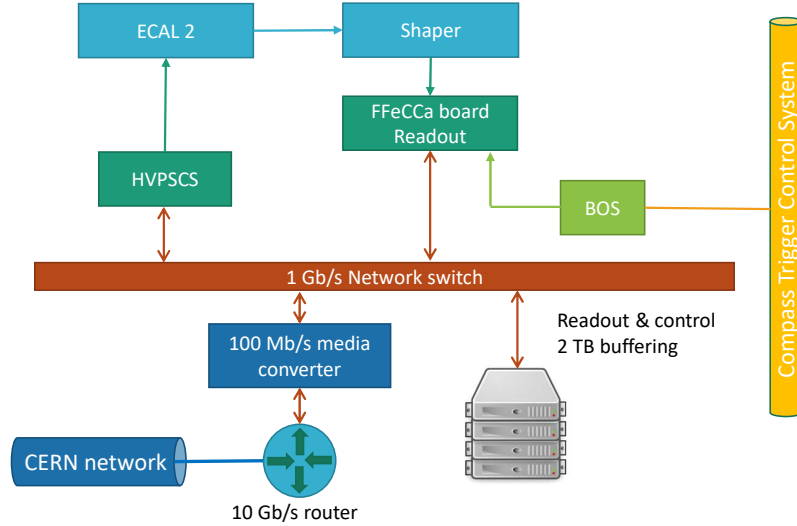 ECAL 2
Shaper
FFeCCa board
Readout
HVPSCS
BOS
Compass Trigger Control System
1 Gb/s Network switch
100 Mb/s media
converter
Readout & control
2 TB buffering
CERN network
10 Gb/s router